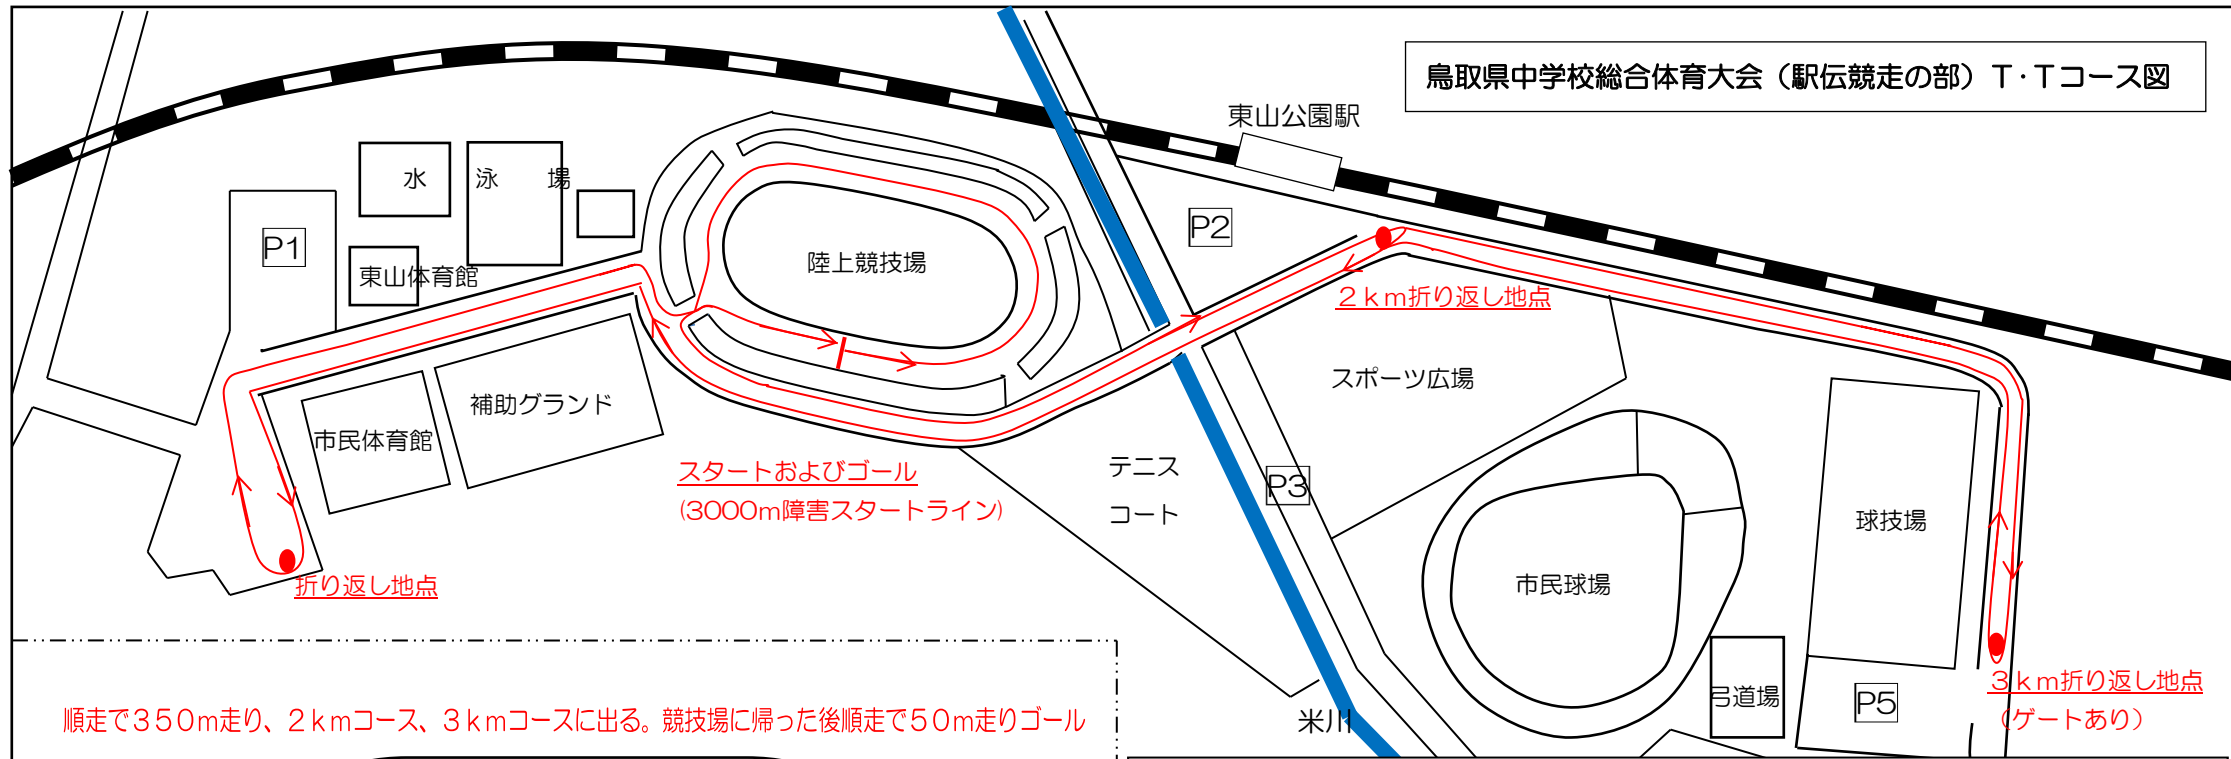 鳥取県中学校総合体育大会（駅伝競走の部）T・Tコース図
東山公園駅
水　泳　場
P1
P2
東山体育館
陸上競技場
2km折り返し地点
スポーツ広場
補助グランド
市民体育館
スタートおよびゴール
(3000m障害スタートライン)
テニス
コート
P3
球技場
市民球場
折り返し地点
弓道場
P5
3km折り返し地点
（ゲートあり）
米川
順走で350m走り、2kmコース、3kmコースに出る。競技場に帰った後順走で50m走りゴール